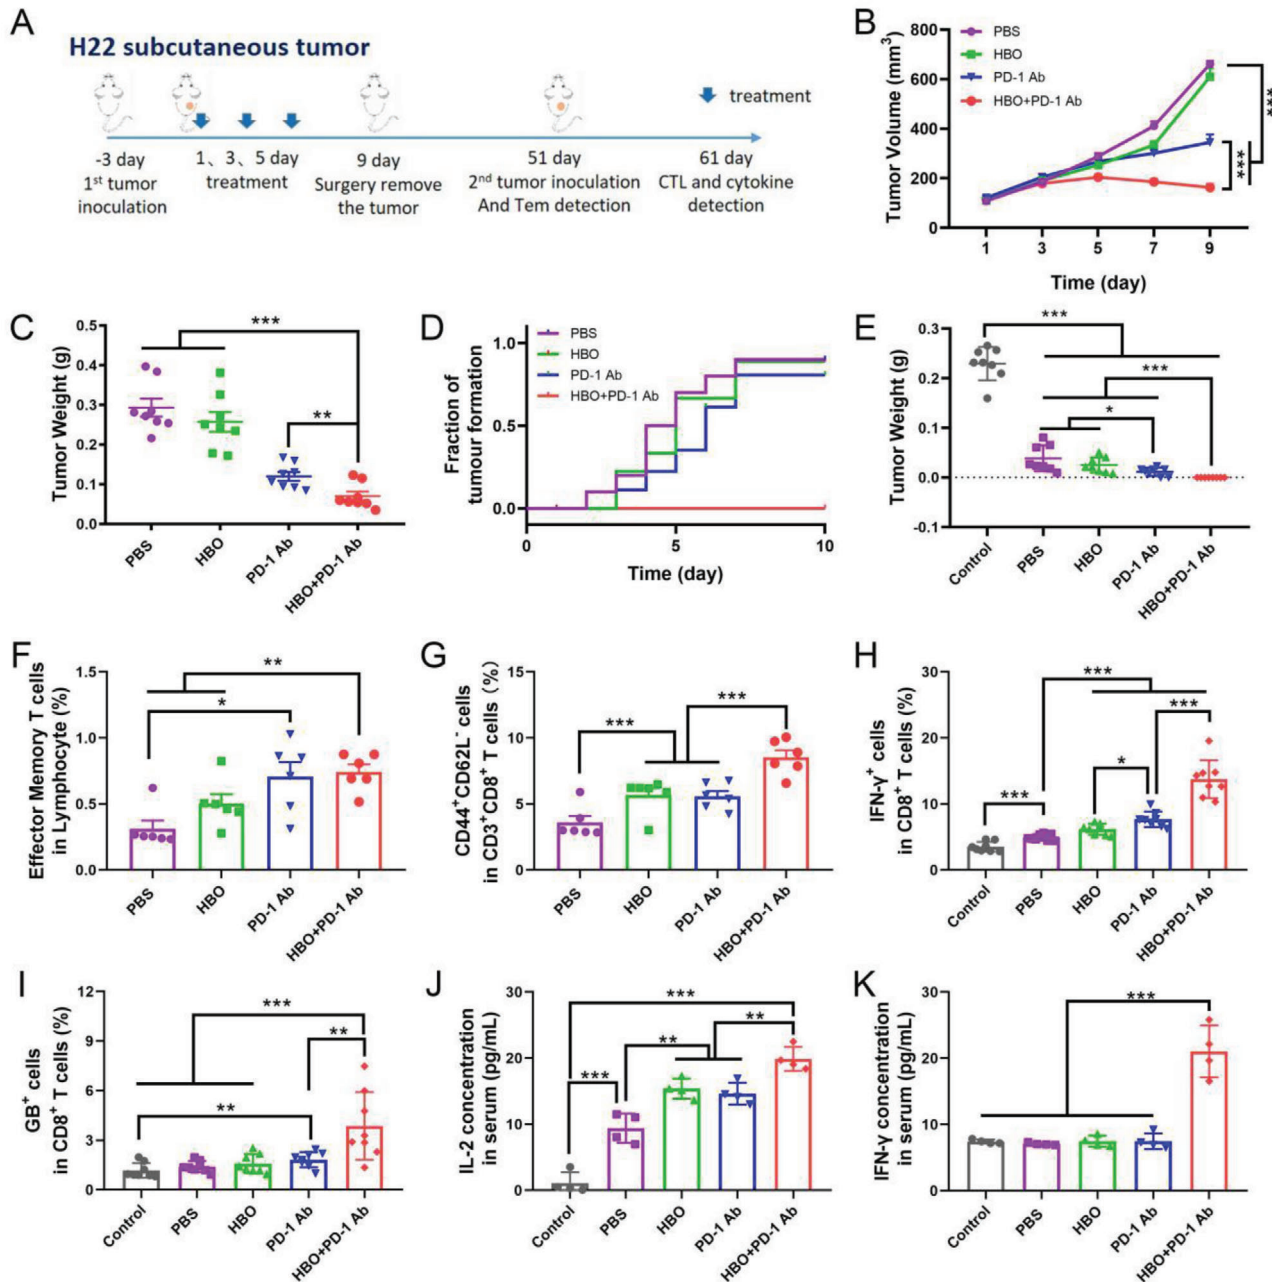 A
H22 subcutaneous tumor
treatment
-3 day
1st tumor
inoculation
1、3、5 day
treatment
9 day
Surgery remove
the tumor
51 day
2nd tumor inoculation
And Tem detection
61 day
CTL and cytokine
detection
B
Tumor Volume (mm3)
800
600
400
200
0
PBS
HBO
PD-1 Ab
HBO+PD-1 Ab
***
***
1 3 5 7 9
Time (day)
C
Tumor Weight (g)
0.5
0.4
0.3
0.2
0.1
0.0
***
**
PBS
HBO
PD-1 Ab
HBO+PD-1 Ab
D
Fraction of
tumour formation
1.0
0.5
0.0
PBS
HBO
PD-1 Ab
HBO+PD-1 Ab
0 5 10
Time (day)
E
Tumor Weight (g)
0.3
0.2
0.1
0.0
-0.1
***
***
*
Control
PBS
HBO
PD-1 Ab
HBO+PD-1 Ab
F
Effector Memory T cells
in Lymphocyte (%)
1.5
1.0
0.5
0.0
**
*
PBS
HBO
PD-1 Ab
HBO+PD-1 Ab
G
CD44+CD62L- cells
in CD3+CD8+ T cells (%)
15
10
5
0
***
***
PBS
HBO
PD-1 Ab
HBO+PD-1 Ab
H
IFN-γ+ cells
in CD8+ T cells (%)
30
20
10
0
***
***
*
***
Control
PBS
HBO
PD-1 Ab
HBO+PD-1 Ab
I
GB+ cells
in CD8+ T cells (%)
12
9
6
3
0
***
**
**
Control
PBS
HBO
PD-1 Ab
HBO+PD-1 Ab
J
IL-2 concentration
in serum (pg/mL)
30
20
10
0
***
**
**
***
Control
PBS
HBO
PD-1 Ab
HBO+PD-1 Ab
K
IFN-γ concentration
in serum (pg/mL)
30
20
10
0
***
Control
PBS
HBO
PD-1 Ab
HBO+PD-1 Ab